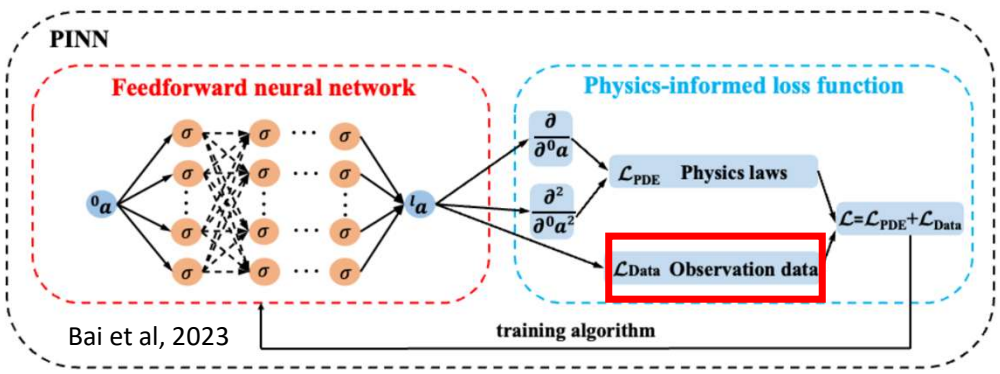 PINN
Feedforward neural network
Physics-informed loss function
σ σ ··· σ
σ σ ··· σ
⁰a
σ σ ··· σ
σ σ ··· σ
ˡa
∂
∂⁰a
∂²
∂⁰a²
ℒPDE Physics laws
ℒData Observation data
ℒ=ℒPDE+ℒData
training algorithm
Bai et al, 2023